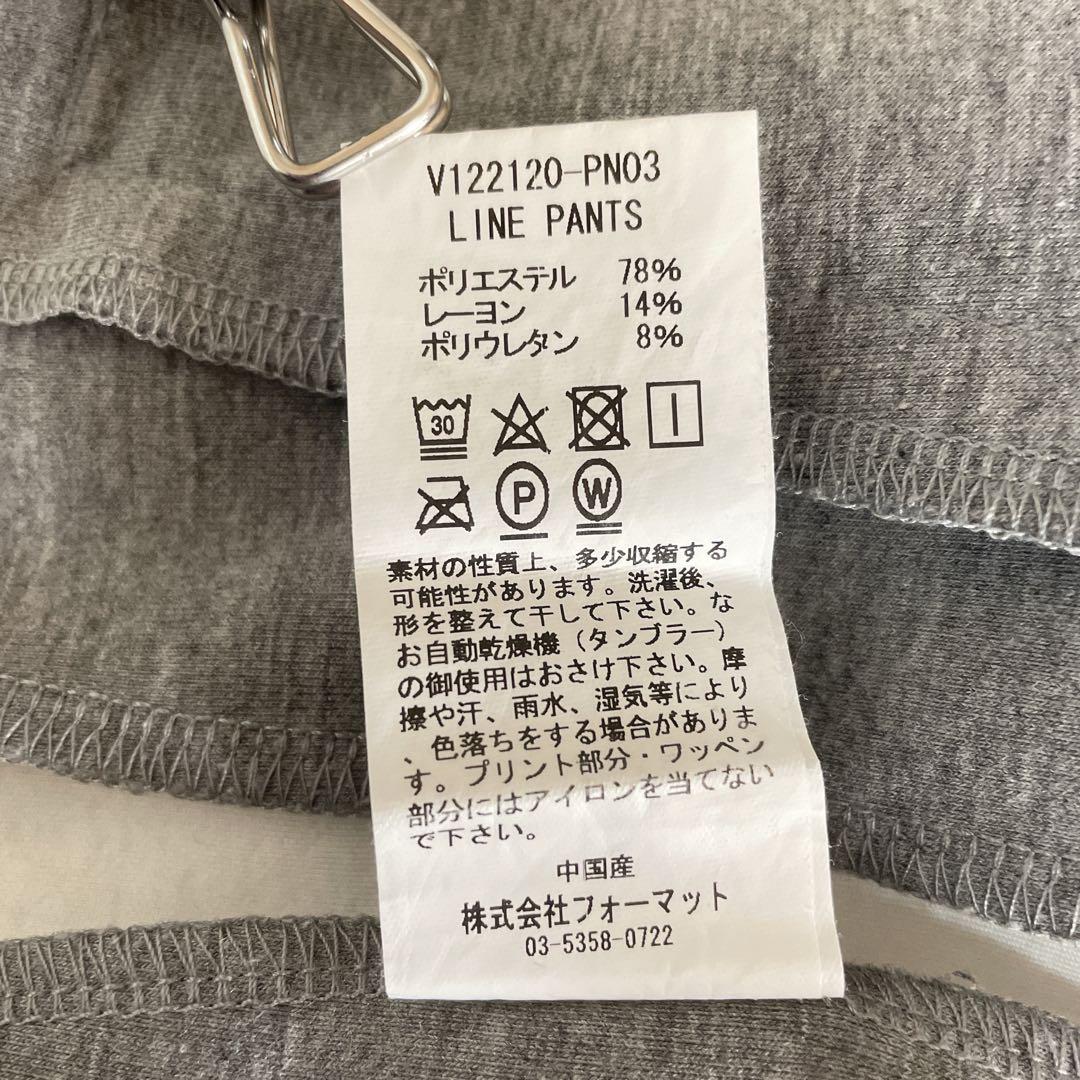 V122120-PN03
LINE PANTS
ポリエステル 78%
レーヨン 14%
ポリウレタン 8%
30
P W
素材の性質上、多少収縮する
可能性があります。洗濯後、
形を整えて干して下さい。な
お自動乾燥機(タンブラー)
の御使用はおさけ下さい。摩
擦や汗、雨水、湿気等により
、色落ちをする場合がありま
す。プリント部分・ワッペン
部分にはアイロンを当てない
で下さい。
中国産
株式会社フォーマット
03-5358-0722